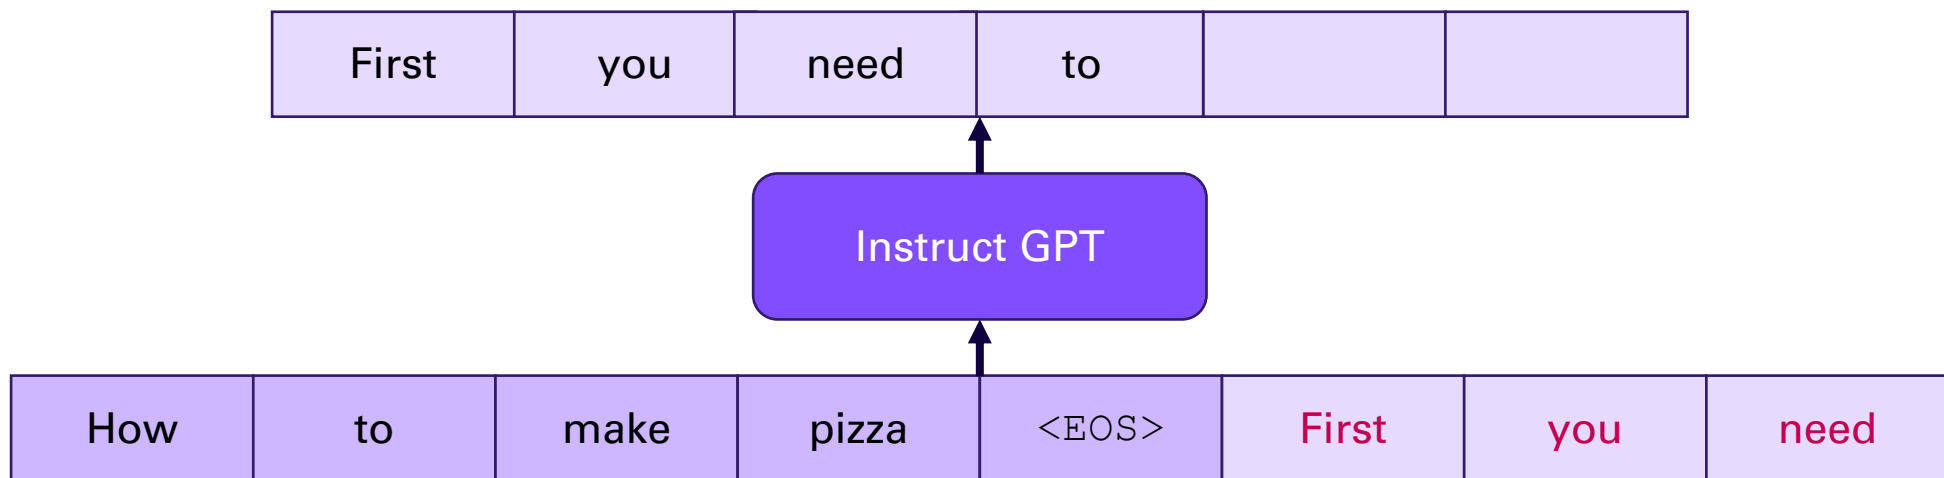 First you need to
Instruct GPT
How to make pizza <EOS> First you need